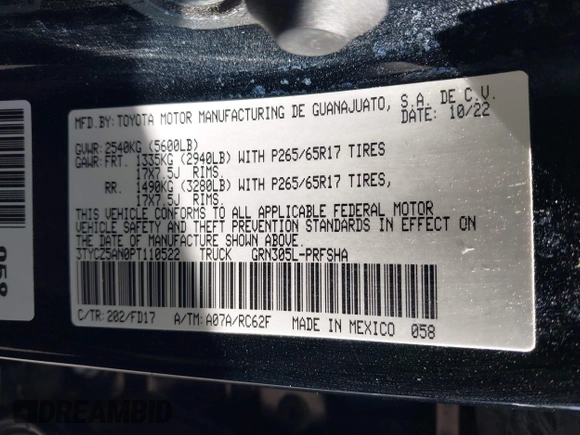 MFD.BY:TOYOTA MOTOR MANUFACTURING DE GUANAJUATO, S.A. DE C.V.
DATE: 10/22
GVWR:2540KG (5600LB)
GAWR:FRT. 1335KG (2940LB) WITH P265/65R17 TIRES
17X7.5J RIMS.
RR. 1490KG (3280LB) WITH P265/65R17 TIRES,
17X7.5J RIMS.
THIS VEHICLE CONFORMS TO ALL APPLICABLE FEDERAL MOTOR
VEHICLE SAFETY AND THEFT PREVENTION STANDARDS IN EFFECT ON
THE DATE OF MANUFACTURE SHOWN ABOVE.
3TYCZ5AN0PT110522 TRUCK GRN305L-PRFSHA
C/TR:202/FD17 A/TM:A07A/RC62F MADE IN MEXICO 058
058
DREAMBID